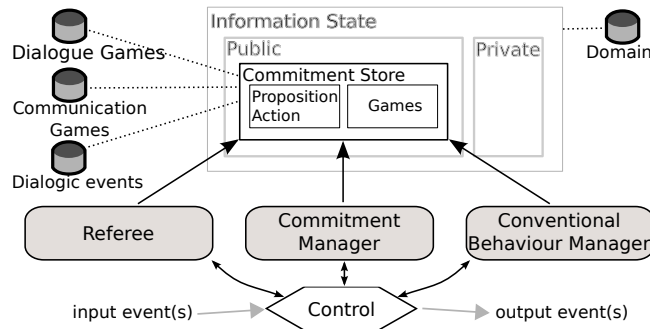 Information State
Dialogue Games
Public
Private
Domain
Commitment Store
Proposition
Action
Games
Communication
Games
Dialogic events
Referee
Commitment
Manager
Conventional
Behaviour Manager
input event(s)
Control
output event(s)